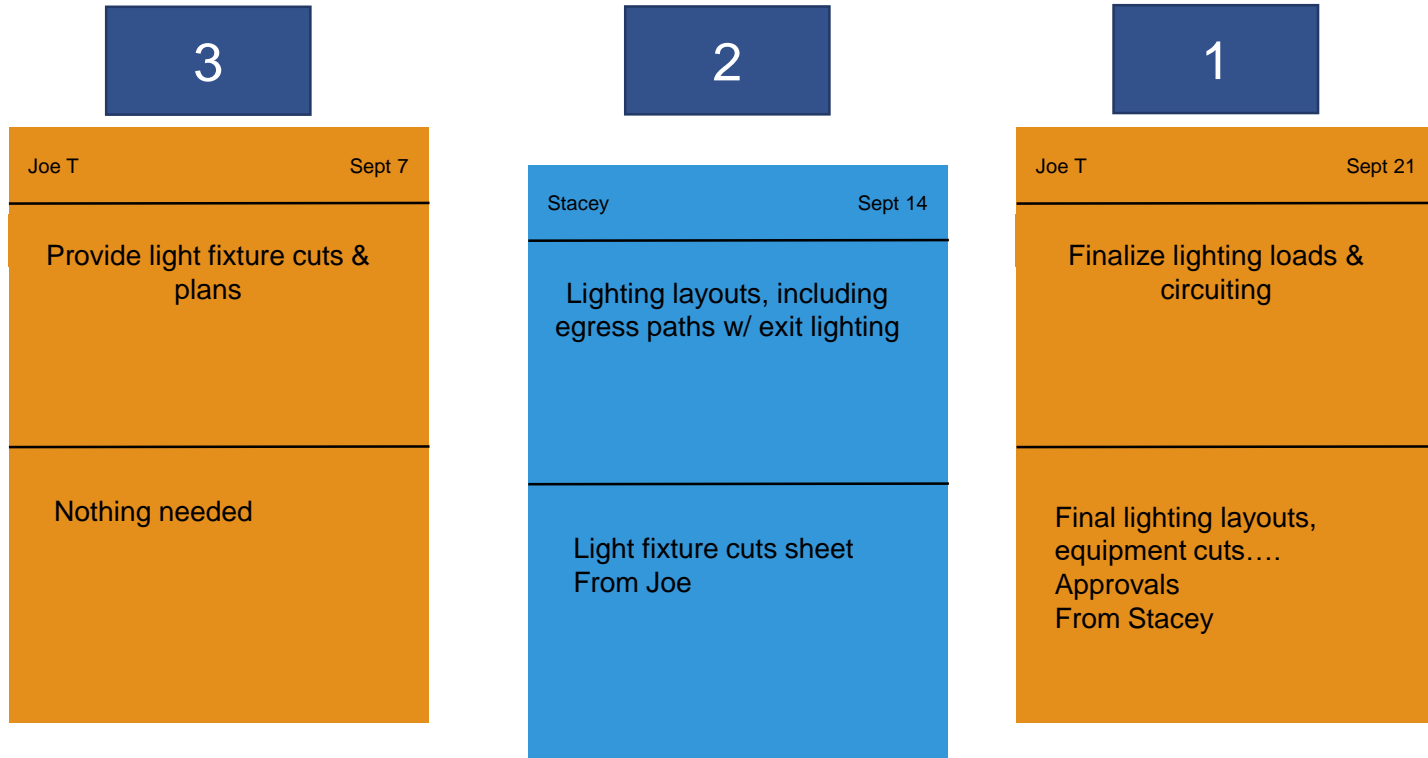 3
2
1
Joe T Sept 7
Provide light fixture cuts &
plans
Nothing needed
Stacey Sept 14
Lighting layouts, including
egress paths w/ exit lighting
Light fixture cuts sheet
From Joe
Joe T Sept 21
Finalize lighting loads &
circuiting
Final lighting layouts,
equipment cuts….
Approvals
From Stacey